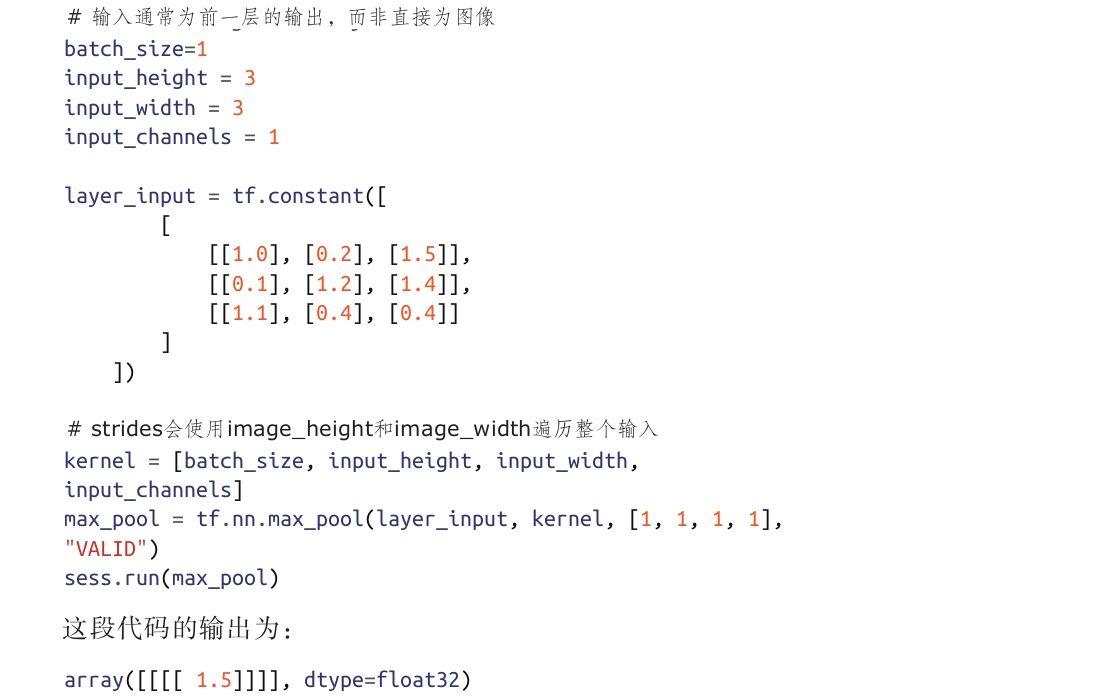 # 输入通常为前一层的输出，而非直接为图像
batch_size=1
input_height = 3
input_width = 3
input_channels = 1
layer_input = tf.constant([
[
[[1.0], [0.2], [1.5]],
[[0.1], [1.2], [1.4]],
[[1.1], [0.4], [0.4]]
]
])
# strides会使用image_height和image_width遍历整个输入
kernel = [batch_size, input_height, input_width,
input_channels]
max_pool = tf.nn.max_pool(layer_input, kernel, [1, 1, 1, 1],
"VALID")
sess.run(max_pool)
这段代码的输出为：
array([[[[ 1.5]]]], dtype=float32)